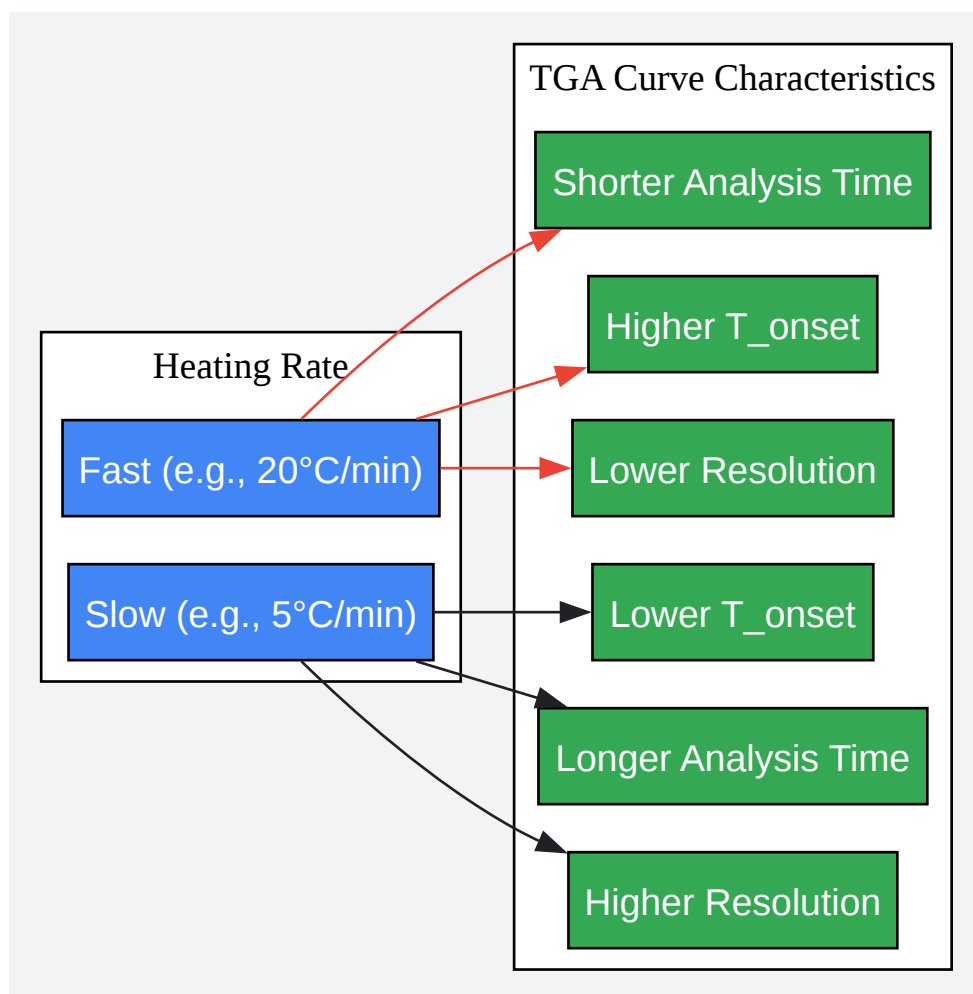 TGA Curve Characteristics
Shorter Analysis Time
Higher T_onset
Heating Rate
Fast (e.g., 20°C/min)
Lower Resolution
Slow (e.g., 5°C/min)
Lower T_onset
Longer Analysis Time
Higher Resolution